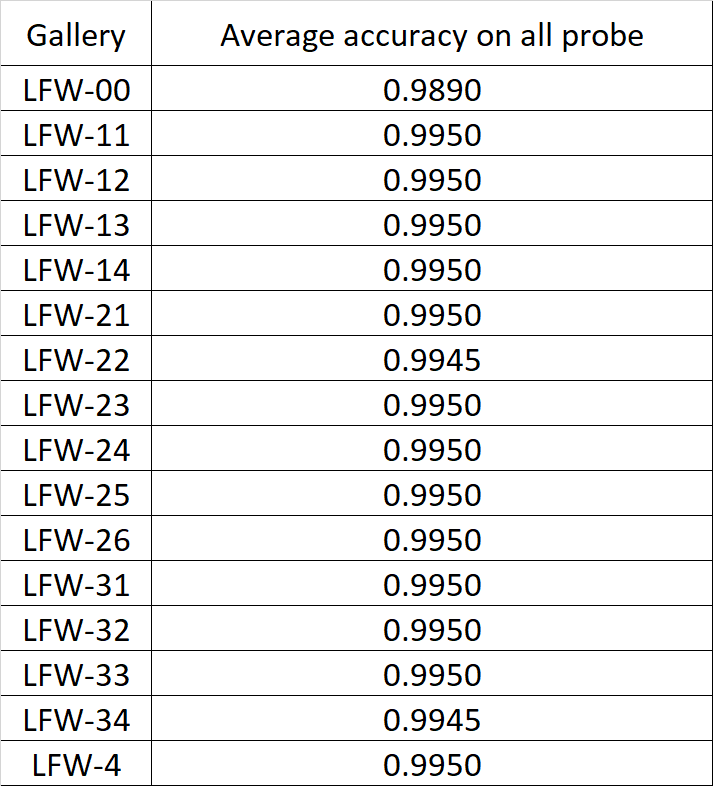 Gallery Average accuracy on all probe
LFW-00 0.9890
LFW-11 0.9950
LFW-12 0.9950
LFW-13 0.9950
LFW-14 0.9950
LFW-21 0.9950
LFW-22 0.9945
LFW-23 0.9950
LFW-24 0.9950
LFW-25 0.9950
LFW-26 0.9950
LFW-31 0.9950
LFW-32 0.9950
LFW-33 0.9950
LFW-34 0.9945
LFW-4 0.9950